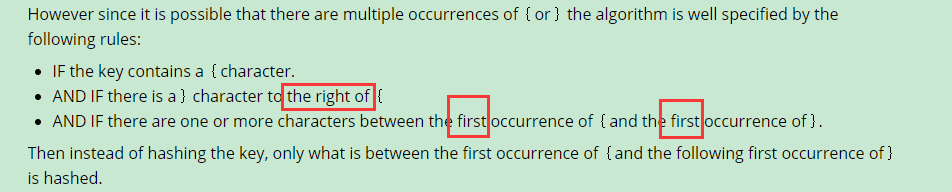 However since it is possible that there are multiple occurrences of { or } the algorithm is well specified by the
following rules:
• IF the key contains a { character.
• AND IF there is a } character to the right of {
• AND IF there are one or more characters between the first occurrence of { and the first occurrence of }.
Then instead of hashing the key, only what is between the first occurrence of { and the following first occurrence of }
is hashed.